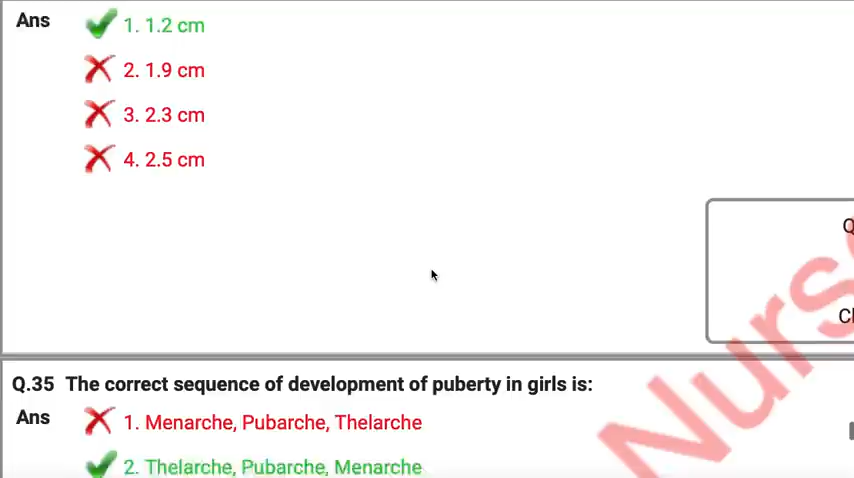 Ans 1. 1.2 cm
2. 1.9 cm
3. 2.3 cm
4. 2.5 cm
Q.35 The correct sequence of development of puberty in girls is:
Ans 1. Menarche, Pubarche, Thelarche
2. Thelarche, Pubarche, Menarche